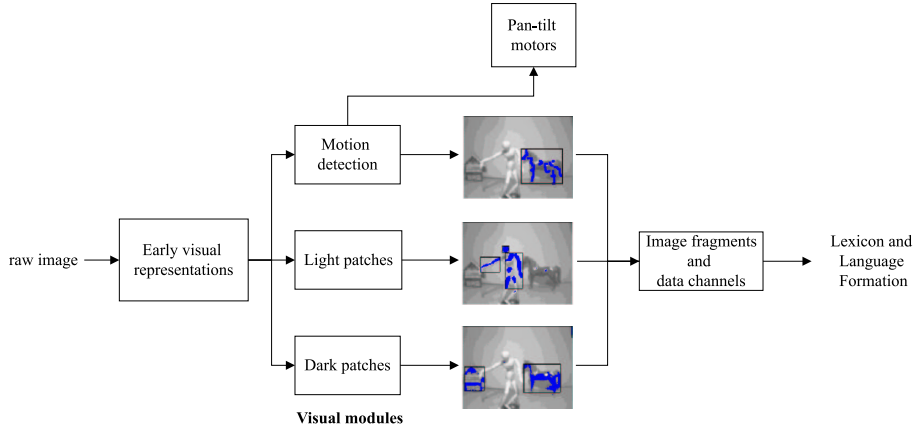 Pan-tilt
motors
Motion
detection
raw image
Early visual
representations
Light patches
Image fragments
and
data channels
Lexicon and
Language
Formation
Dark patches
Visual modules